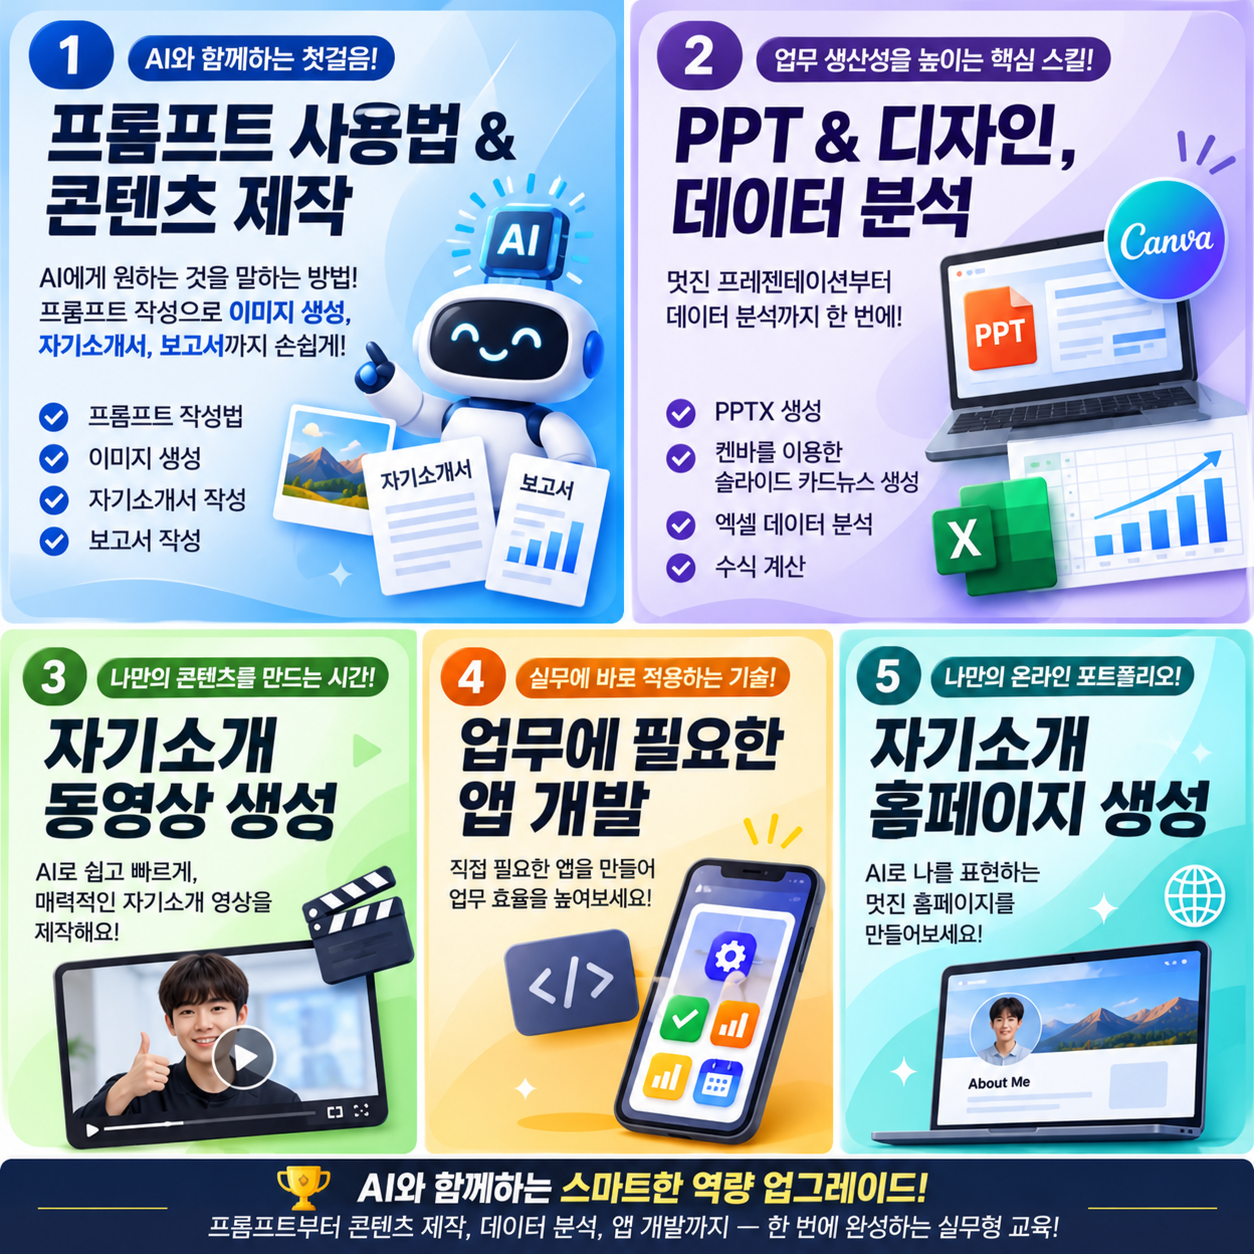 1
AI와 함께하는 첫걸음!
프롬프트 사용법 &
콘텐츠 제작
AI에게 원하는 것을 말하는 방법!
프롬프트 작성으로 이미지 생성,
자기소개서, 보고서까지 손쉽게!
프롬프트 작성법
이미지 생성
자기소개서 작성
보고서 작성
AI
자기소개서
보고서
2
업무 생산성을 높이는 핵심 스킬!
PPT & 디자인,
데이터 분석
멋진 프레젠테이션부터
데이터 분석까지 한 번에!
PPTX 생성
켄바를 이용한
슬라이드 카드뉴스 생성
엑셀 데이터 분석
수식 계산
Canva
PPT
X
3
나만의 콘텐츠를 만드는 시간!
자기소개
동영상 생성
AI로 쉽고 빠르게,
매력적인 자기소개 영상을
제작해요!
4
실무에 바로 적용하는 기술!
업무에 필요한
앱 개발
직접 필요한 앱을 만들어
업무 효율을 높여보세요!
</>
5
나만의 온라인 포트폴리오!
자기소개
홈페이지 생성
AI로 나를 표현하는
멋진 홈페이지를
만들어보세요!
About Me
AI와 함께하는 스마트한 역량 업그레이드!
프롬프트부터 콘텐츠 제작, 데이터 분석, 앱 개발까지 — 한 번에 완성하는 실무형 교육!